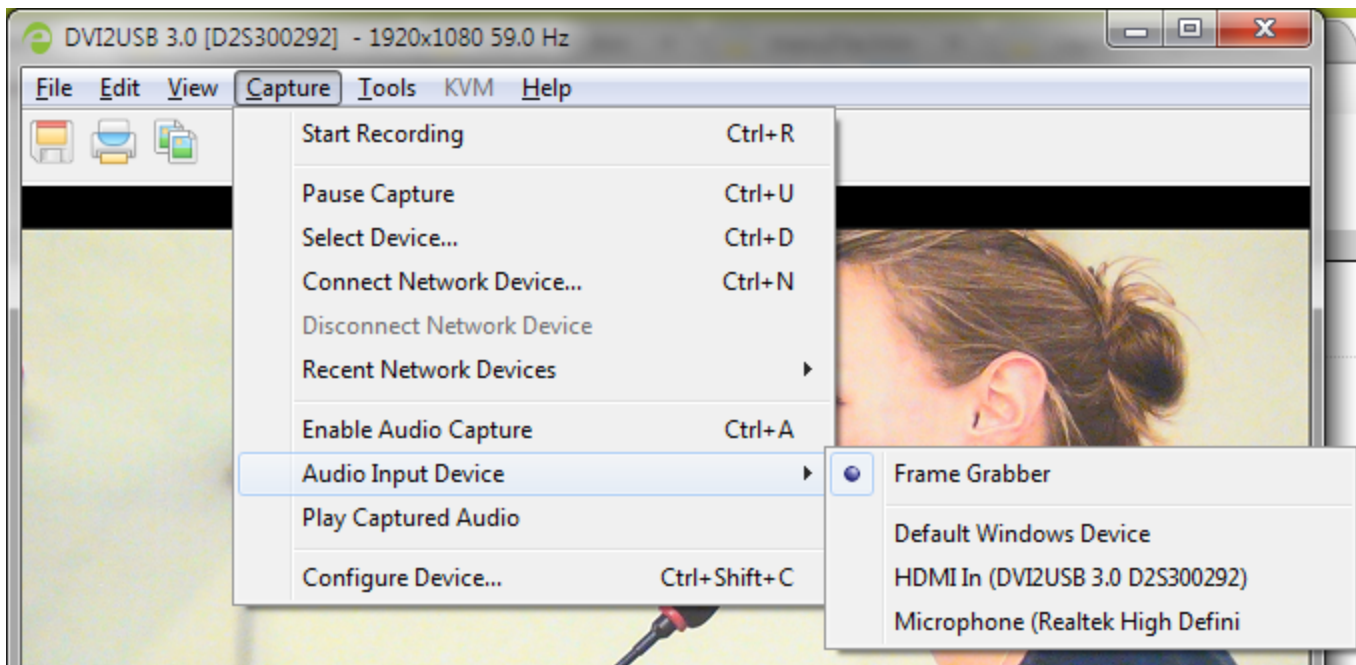 DVI2USB 3.0 [D2S300292] - 1920x1080 59.0 Hz
File Edit View Capture Tools KVM Help
Start Recording Ctrl+R
Pause Capture Ctrl+U
Select Device... Ctrl+D
Connect Network Device... Ctrl+N
Disconnect Network Device
Recent Network Devices
Enable Audio Capture Ctrl+A
Audio Input Device
Play Captured Audio
Configure Device... Ctrl+Shift+C
Frame Grabber
Default Windows Device
HDMI In (DVI2USB 3.0 D2S300292)
Microphone (Realtek High Defini